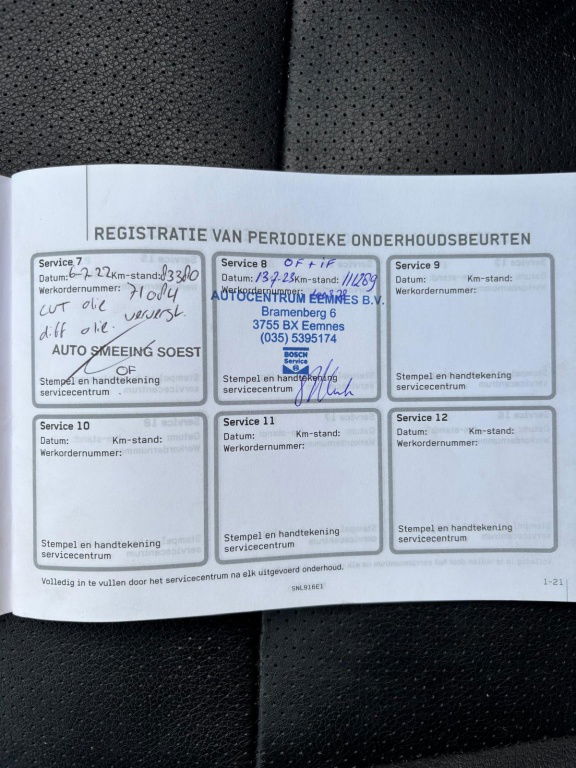 REGISTRATIE VAN PERIODIEKE ONDERHOUDSBEURTEN
Service 7
Datum: 6-7-22 Km-stand: 83380
Werkordernummer: 71084
CVT olie
diff olie. ververst.
AUTO SMEEING SOEST
OF
Stempel en handtekening
servicecentrum
Service 8 OF + iF
Datum: 13-7-23 Km-stand: 111269
Werkordernummer:
AUTOCENTRUM EEMNES B.V.
Bramenberg 6
3755 BX Eemnes
(035) 5395174
BOSCH
Service
Stempel en handtekening
servicecentrum
Service 9
Datum: Km-stand:
Werkordernummer:
Stempel en handtekening
servicecentrum
Service 10
Datum: Km-stand:
Werkordernummer:
Stempel en handtekening
servicecentrum
Service 11
Datum: Km-stand:
Werkordernummer:
Stempel en handtekening
servicecentrum
Service 12
Datum: Km-stand:
Werkordernummer:
Stempel en handtekening
servicecentrum
Volledig in te vullen door het servicecentrum na elk uitgevoerd onderhoud.
SNL916E1
1-21